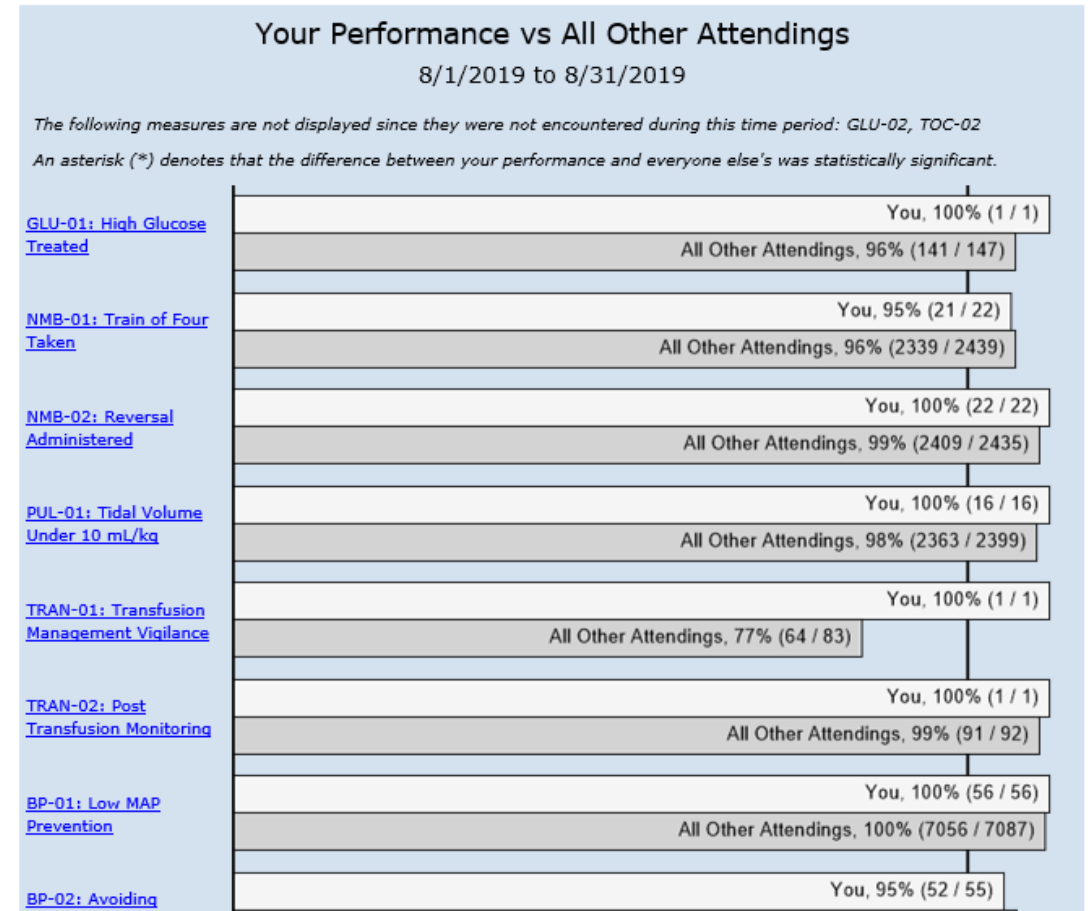 Your Performance vs All Other Attendings
8/1/2019 to 8/31/2019
The following measures are not displayed since they were not encountered during this time period: GLU-02, TOC-02
An asterisk (*) denotes that the difference between your performance and everyone else's was statistically significant.
GLU-01: High Glucose
Treated
You, 100% (1 / 1)
All Other Attendings, 96% (141 / 147)
NMB-01: Train of Four
Taken
You, 95% (21 / 22)
All Other Attendings, 96% (2339 / 2439)
NMB-02: Reversal
Administered
You, 100% (22 / 22)
All Other Attendings, 99% (2409 / 2435)
PUL-01: Tidal Volume
Under 10 mL/kg
You, 100% (16 / 16)
All Other Attendings, 98% (2363 / 2399)
TRAN-01: Transfusion
Management Vigilance
You, 100% (1 / 1)
All Other Attendings, 77% (64 / 83)
TRAN-02: Post
Transfusion Monitoring
You, 100% (1 / 1)
All Other Attendings, 99% (91 / 92)
BP-01: Low MAP
Prevention
You, 100% (56 / 56)
All Other Attendings, 100% (7056 / 7087)
BP-02: Avoiding
You, 95% (52 / 55)